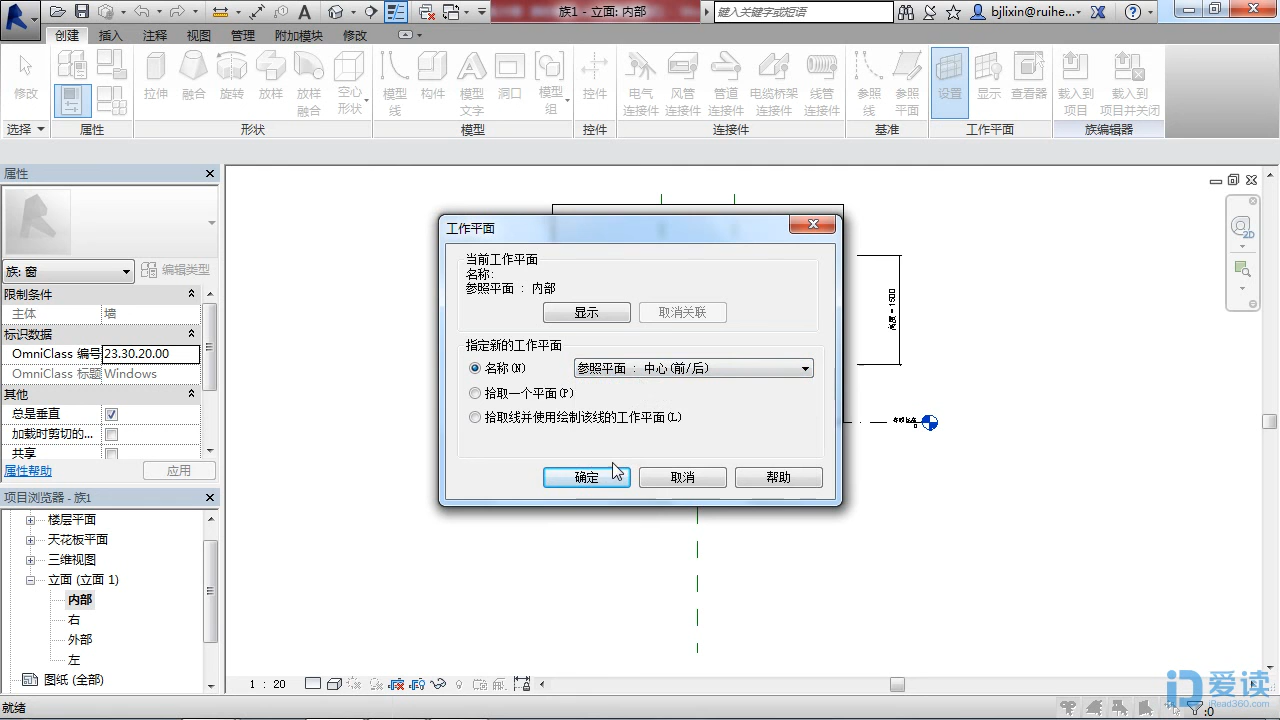 族1 - 立面: 内部
键入关键字或短语
bjlixin@ruihe...
创建 插入 注释 视图 管理 附加模块 修改
修改 拉伸 融合 旋转 放样 放样融合 空心形状 模型线 构件 模型文字 洞口 模型组 控件 电气连接件 风管连接件 管道连接件 电缆桥架连接件 线管连接件 参照线 参照平面 设置 显示 查看器 载入到项目 载入到项目并关闭
选择 属性 形状 模型 控件 连接件 基准 工作平面 族编辑器
属性
族: 窗 编辑类型
限制条件
主体 墙
标识数据
OmniClass 编号 23.30.20.00
OmniClass 标题 Windows
其他
总是垂直
加载时剪切的...
共享
属性帮助 应用
项目浏览器 - 族1
楼层平面
天花板平面
三维视图
立面 (立面 1)
内部
右
外部
左
图纸 (全部)
工作平面
当前工作平面
名称:
参照平面 : 内部
显示 取消关联
指定新的工作平面
名称(N) 参照平面 : 中心(前/后)
拾取一个平面(P)
拾取线并使用绘制该线的工作平面(L)
确定 取消 帮助
2D
1 : 20
就绪
:0
爱读
iRead360.com